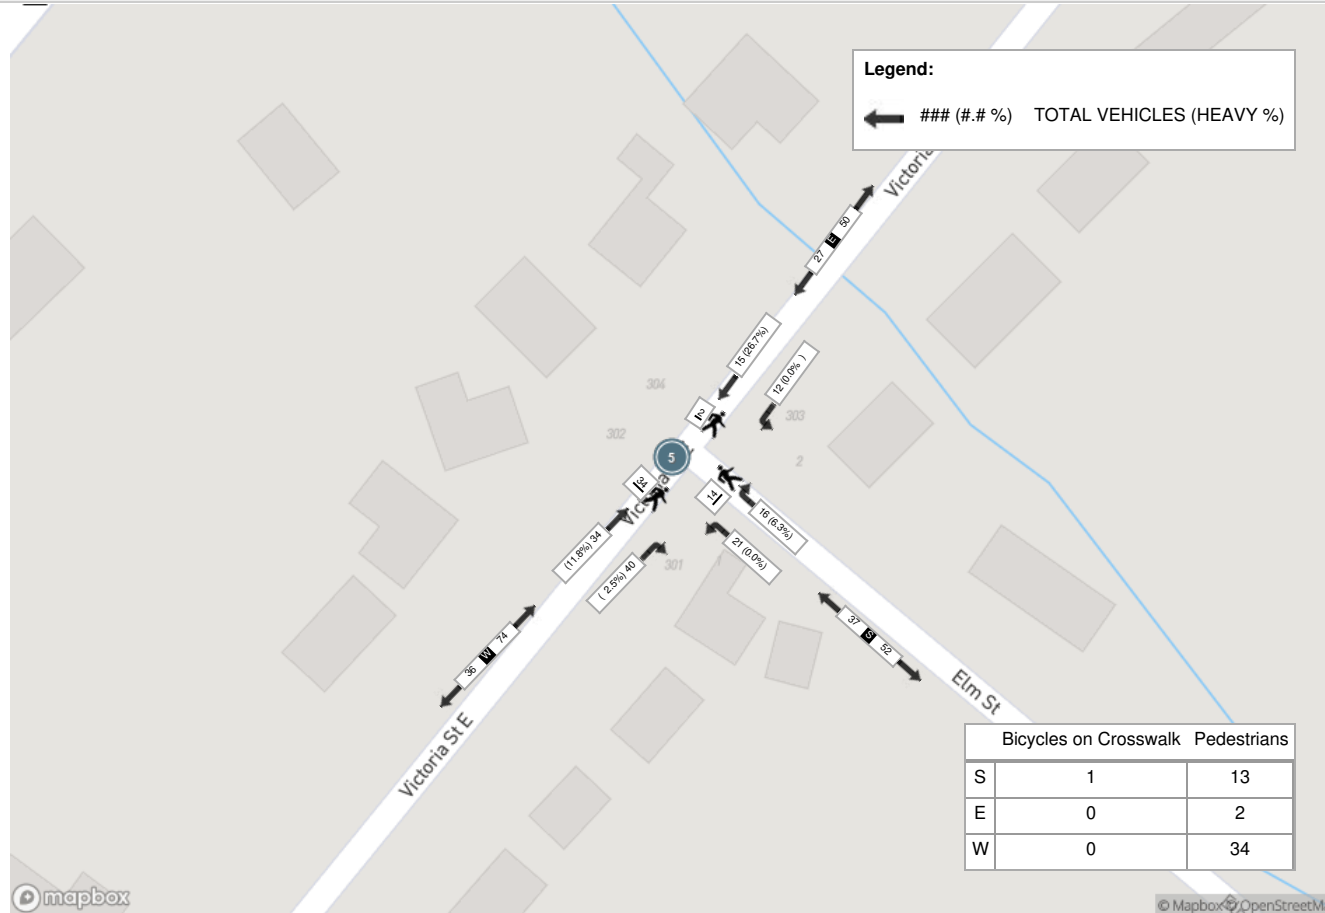 Legend:
### (#.# %) TOTAL VEHICLES (HEAVY %)
Victoria
50
E
27
15 (26.7%)
12 (0.0% )
304
303
302
2
2
5
34
14
16 (6.3%)
21 (0.0%)
(11.8%) 34
( 2.5%) 40
301
1
74
W
36
37
S
52
Elm St
Victoria St E
Bicycles on Crosswalk Pedestrians
S 1 13
E 0 2
W 0 34
mapbox
© Mapbox © OpenStreetM